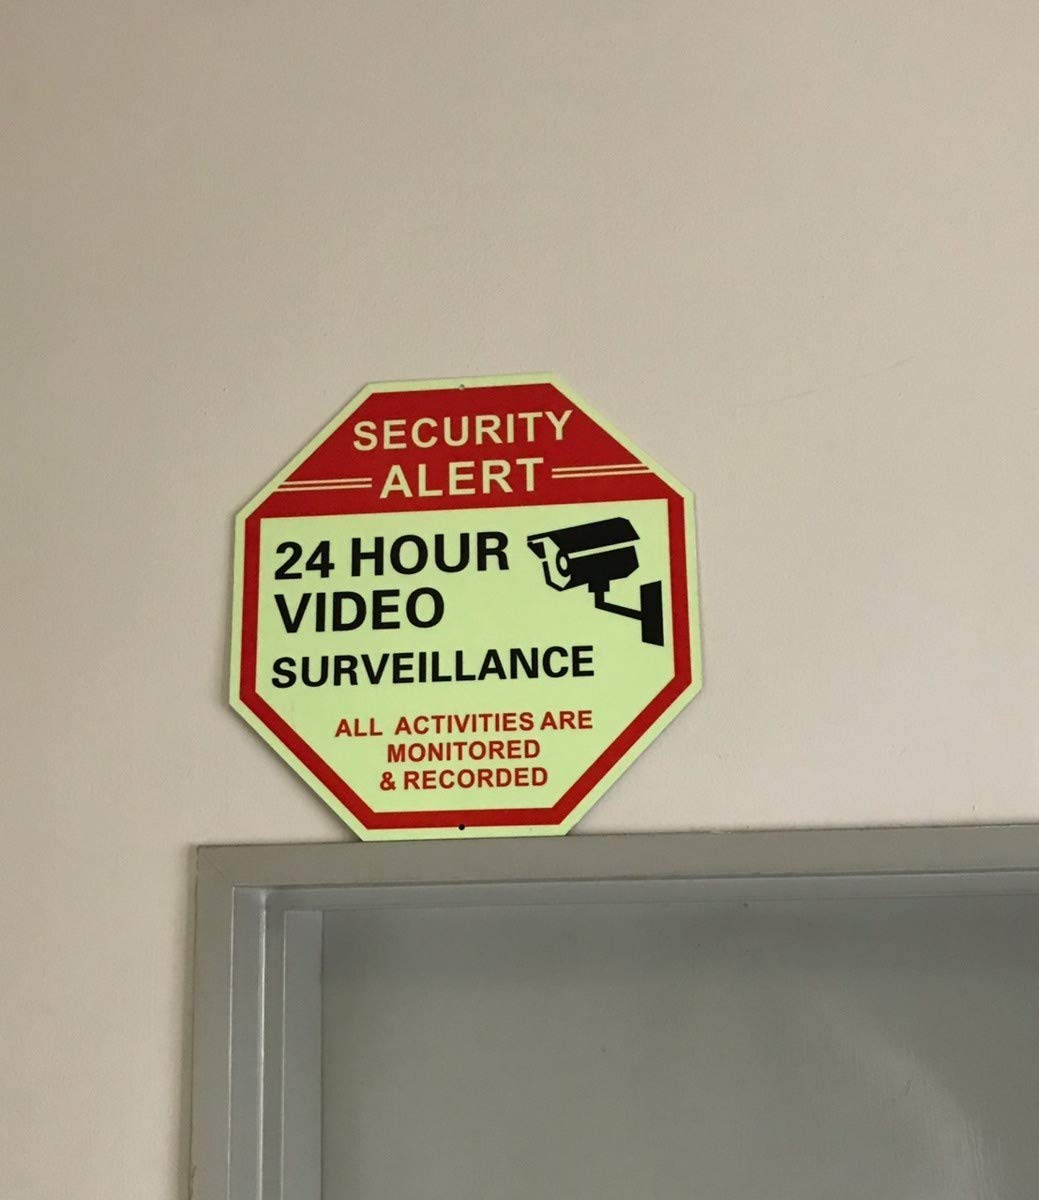 SECURITY
ALERT
24 HOUR
VIDEO
SURVEILLANCE
ALL ACTIVITIES ARE
MONITORED
& RECORDED